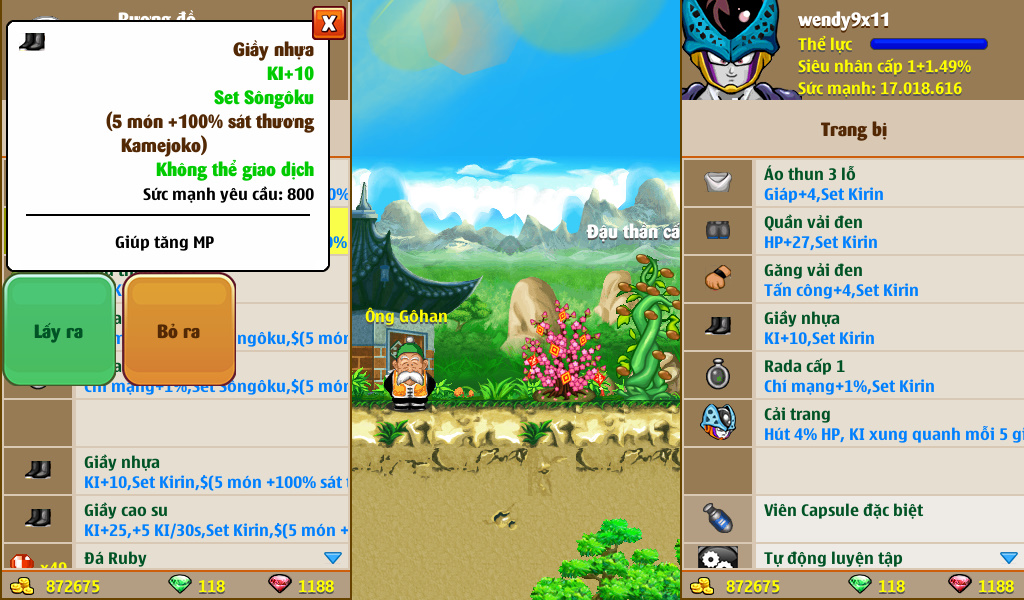 Rương đồ
X
Giầy nhựa
KI+10
Set Sôngôku
(5 món +100% sát thương
Kamejoko)
Không thể giao dịch
Sức mạnh yêu cầu: 800
Giúp tăng MP
Lấy ra
Bỏ ra
ngôku,$(5 món
Chí mạng+1%,Set Sôngôku,$(5 món
Giầy nhựa
KI+10,Set Kirin,$(5 món +100% sát
Giầy cao su
KI+25,+5 KI/30s,Set Kirin,$(5 món +
Đá Ruby
x40
872675 118 1188
Đậu thần
Ông Gôhan
wendy9x11
Thể lực
Siêu nhân cấp 1+1.49%
Sức mạnh: 17.018.616
Trang bị
Áo thun 3 lỗ
Giáp+4,Set Kirin
Quần vải đen
HP+27,Set Kirin
Găng vải đen
Tấn công+4,Set Kirin
Giầy nhựa
KI+10,Set Kirin
Rada cấp 1
Chí mạng+1%,Set Kirin
Cải trang
Hút 4% HP, KI xung quanh mỗi 5
Viên Capsule đặc biệt
Tự động luyện tập
872675 118 1188